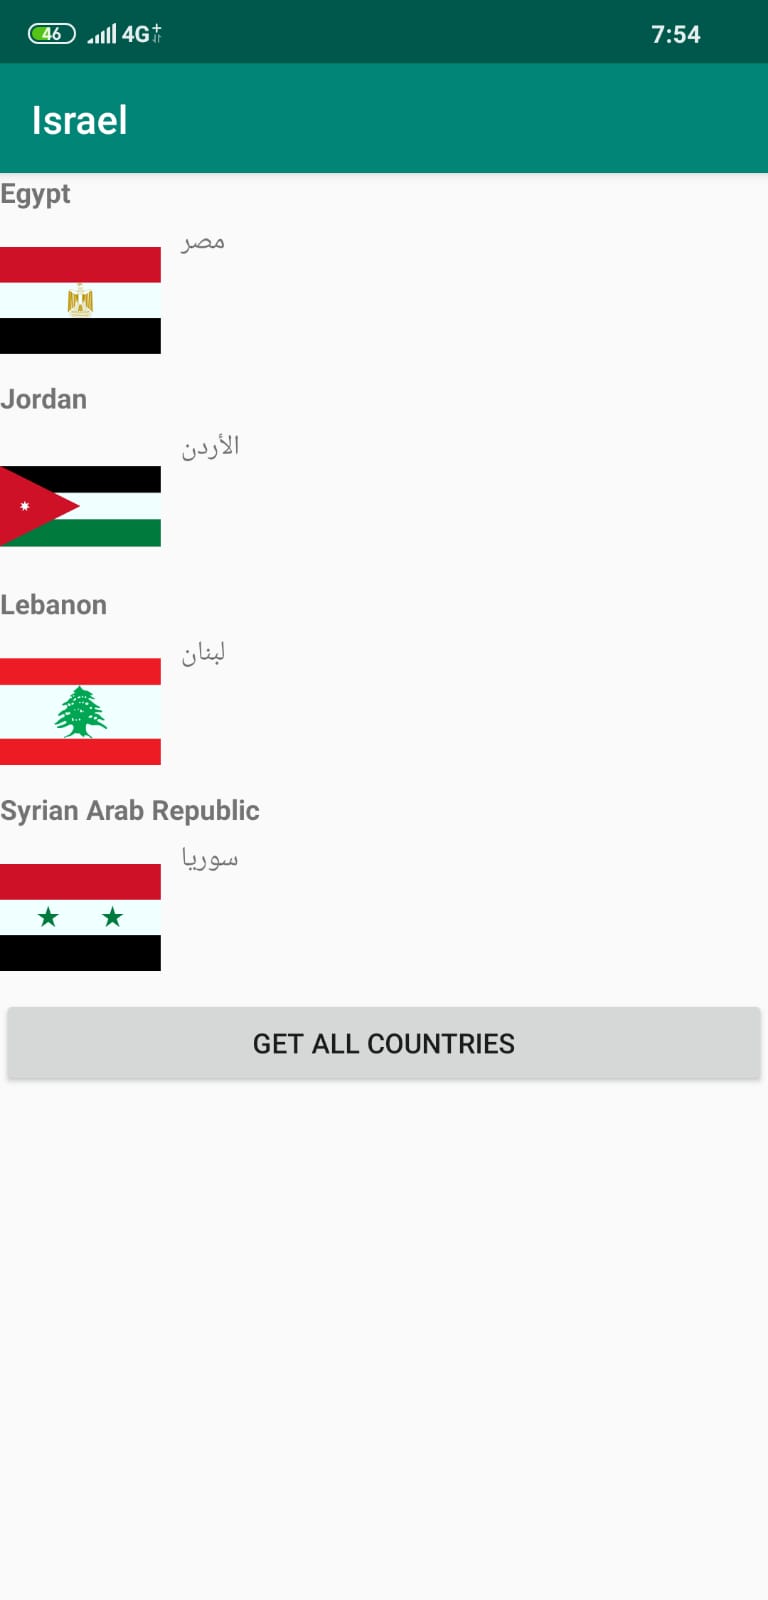 46 4G+ 7:54
Israel
Egypt
مصر
Jordan
الأردن
Lebanon
لبنان
Syrian Arab Republic
سوريا
GET ALL COUNTRIES